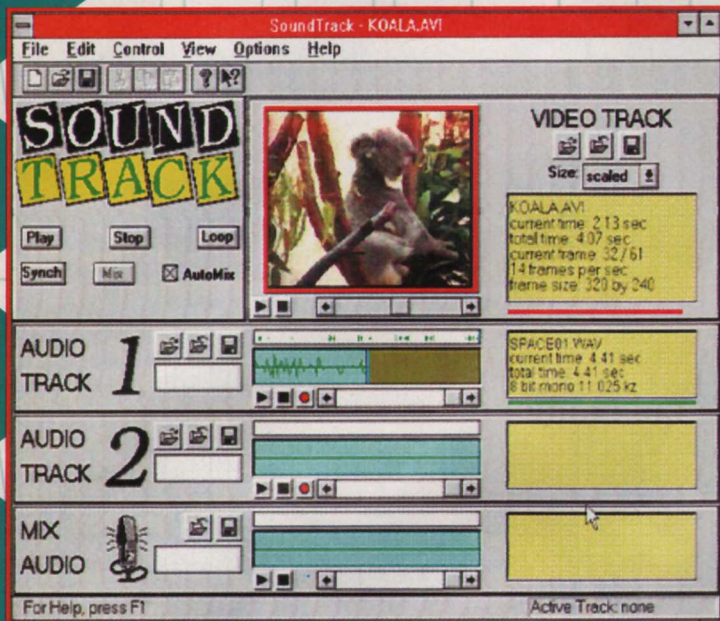 SoundTrack - KOALA.AVI
File Edit Control View Options Help
SOUND
TRACK
Play Stop Loop
Synch Mix AutoMix
VIDEO TRACK
Size: scaled
KOALA.AVI
current time: 2.13 sec
total time: 4.07 sec
current frame: 32 / 61
14 frames per sec
frame size: 320 by 240
AUDIO
TRACK
1
SPACE01.WAV
current time: 4.41 sec
total time: 4.41 sec
8 bit mono 11.025 kz
AUDIO
TRACK
2
MIX
AUDIO
For Help, press F1
Active Track: none